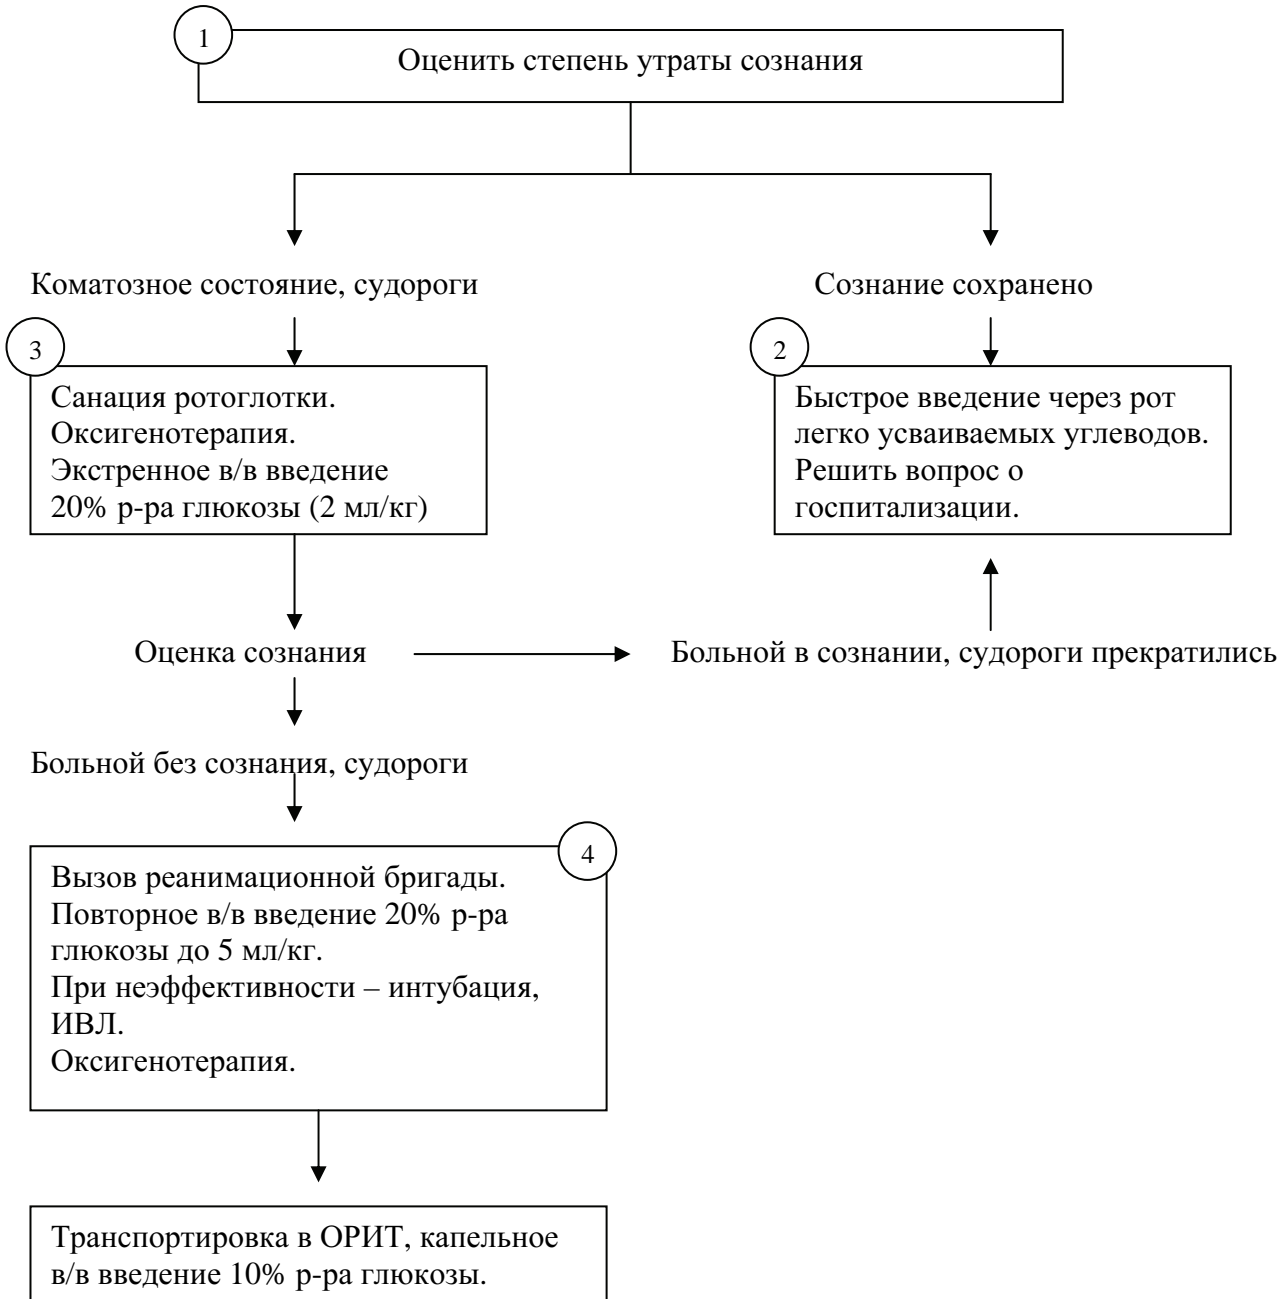 1
Оценить степень утраты сознания
Коматозное состояние, судороги
Сознание сохранено
3
Санация ротоглотки.
Оксигенотерапия.
Экстренное в/в введение
20% р-ра глюкозы (2 мл/кг)
2
Быстрое введение через рот
легко усваиваемых углеводов.
Решить вопрос о
госпитализации.
Оценка сознания
Больной в сознании, судороги прекратились
Больной без сознания, судороги
4
Вызов реанимационной бригады.
Повторное в/в введение 20% р-ра
глюкозы до 5 мл/кг.
При неэффективности – интубация,
ИВЛ.
Оксигенотерапия.
Транспортировка в ОРИТ, капельное
в/в введение 10% р-ра глюкозы.